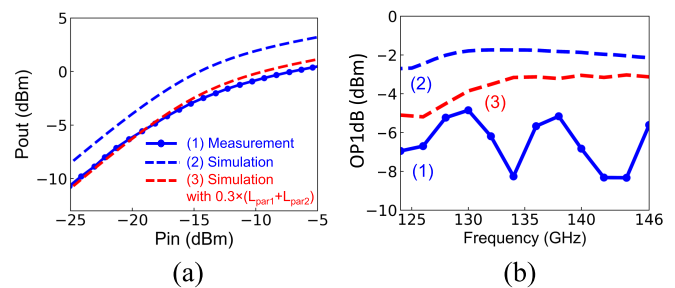 5
0
−5
−10
Pout (dBm)
(1) Measurement
(2) Simulation
(3) Simulation
with 0.3×(Lpar1+Lpar2)
−25 −20 −15 −10 −5
Pin (dBm)
(a)
0
−2
−4
−6
−8
−10
OP1dB (dBm)
(2)
(3)
(1)
125 130 135 140 146
Frequency (GHz)
(b)